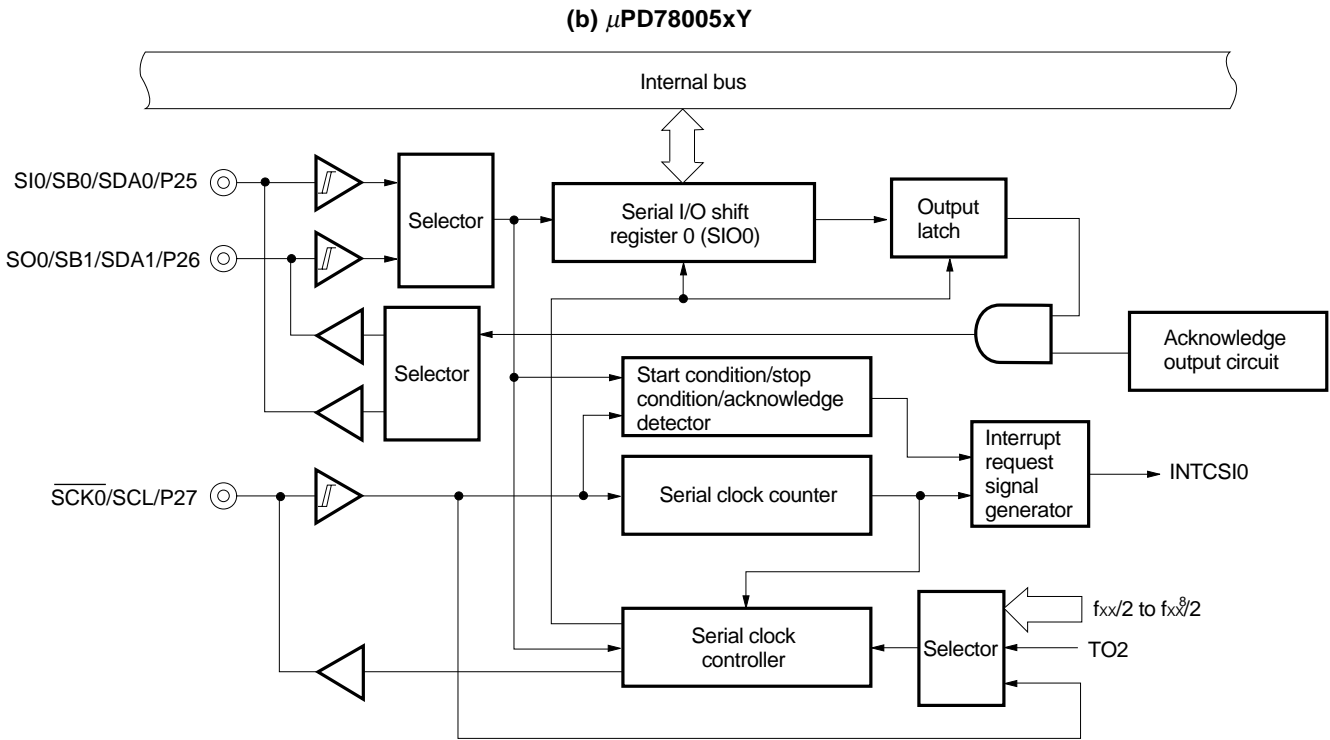 (b) µPD78005xY
Internal bus
SI0/SB0/SDA0/P25
Selector
Serial I/O shift
register 0 (SIO0)
Output
latch
SO0/SB1/SDA1/P26
Selector
Acknowledge
output circuit
Start condition/stop
condition/acknowledge
detector
Interrupt
request
signal
generator
INTCSI0
SCK0/SCL/P27
Serial clock counter
Serial clock
controller
Selector
fxx/2 to fxx/2⁸
TO2